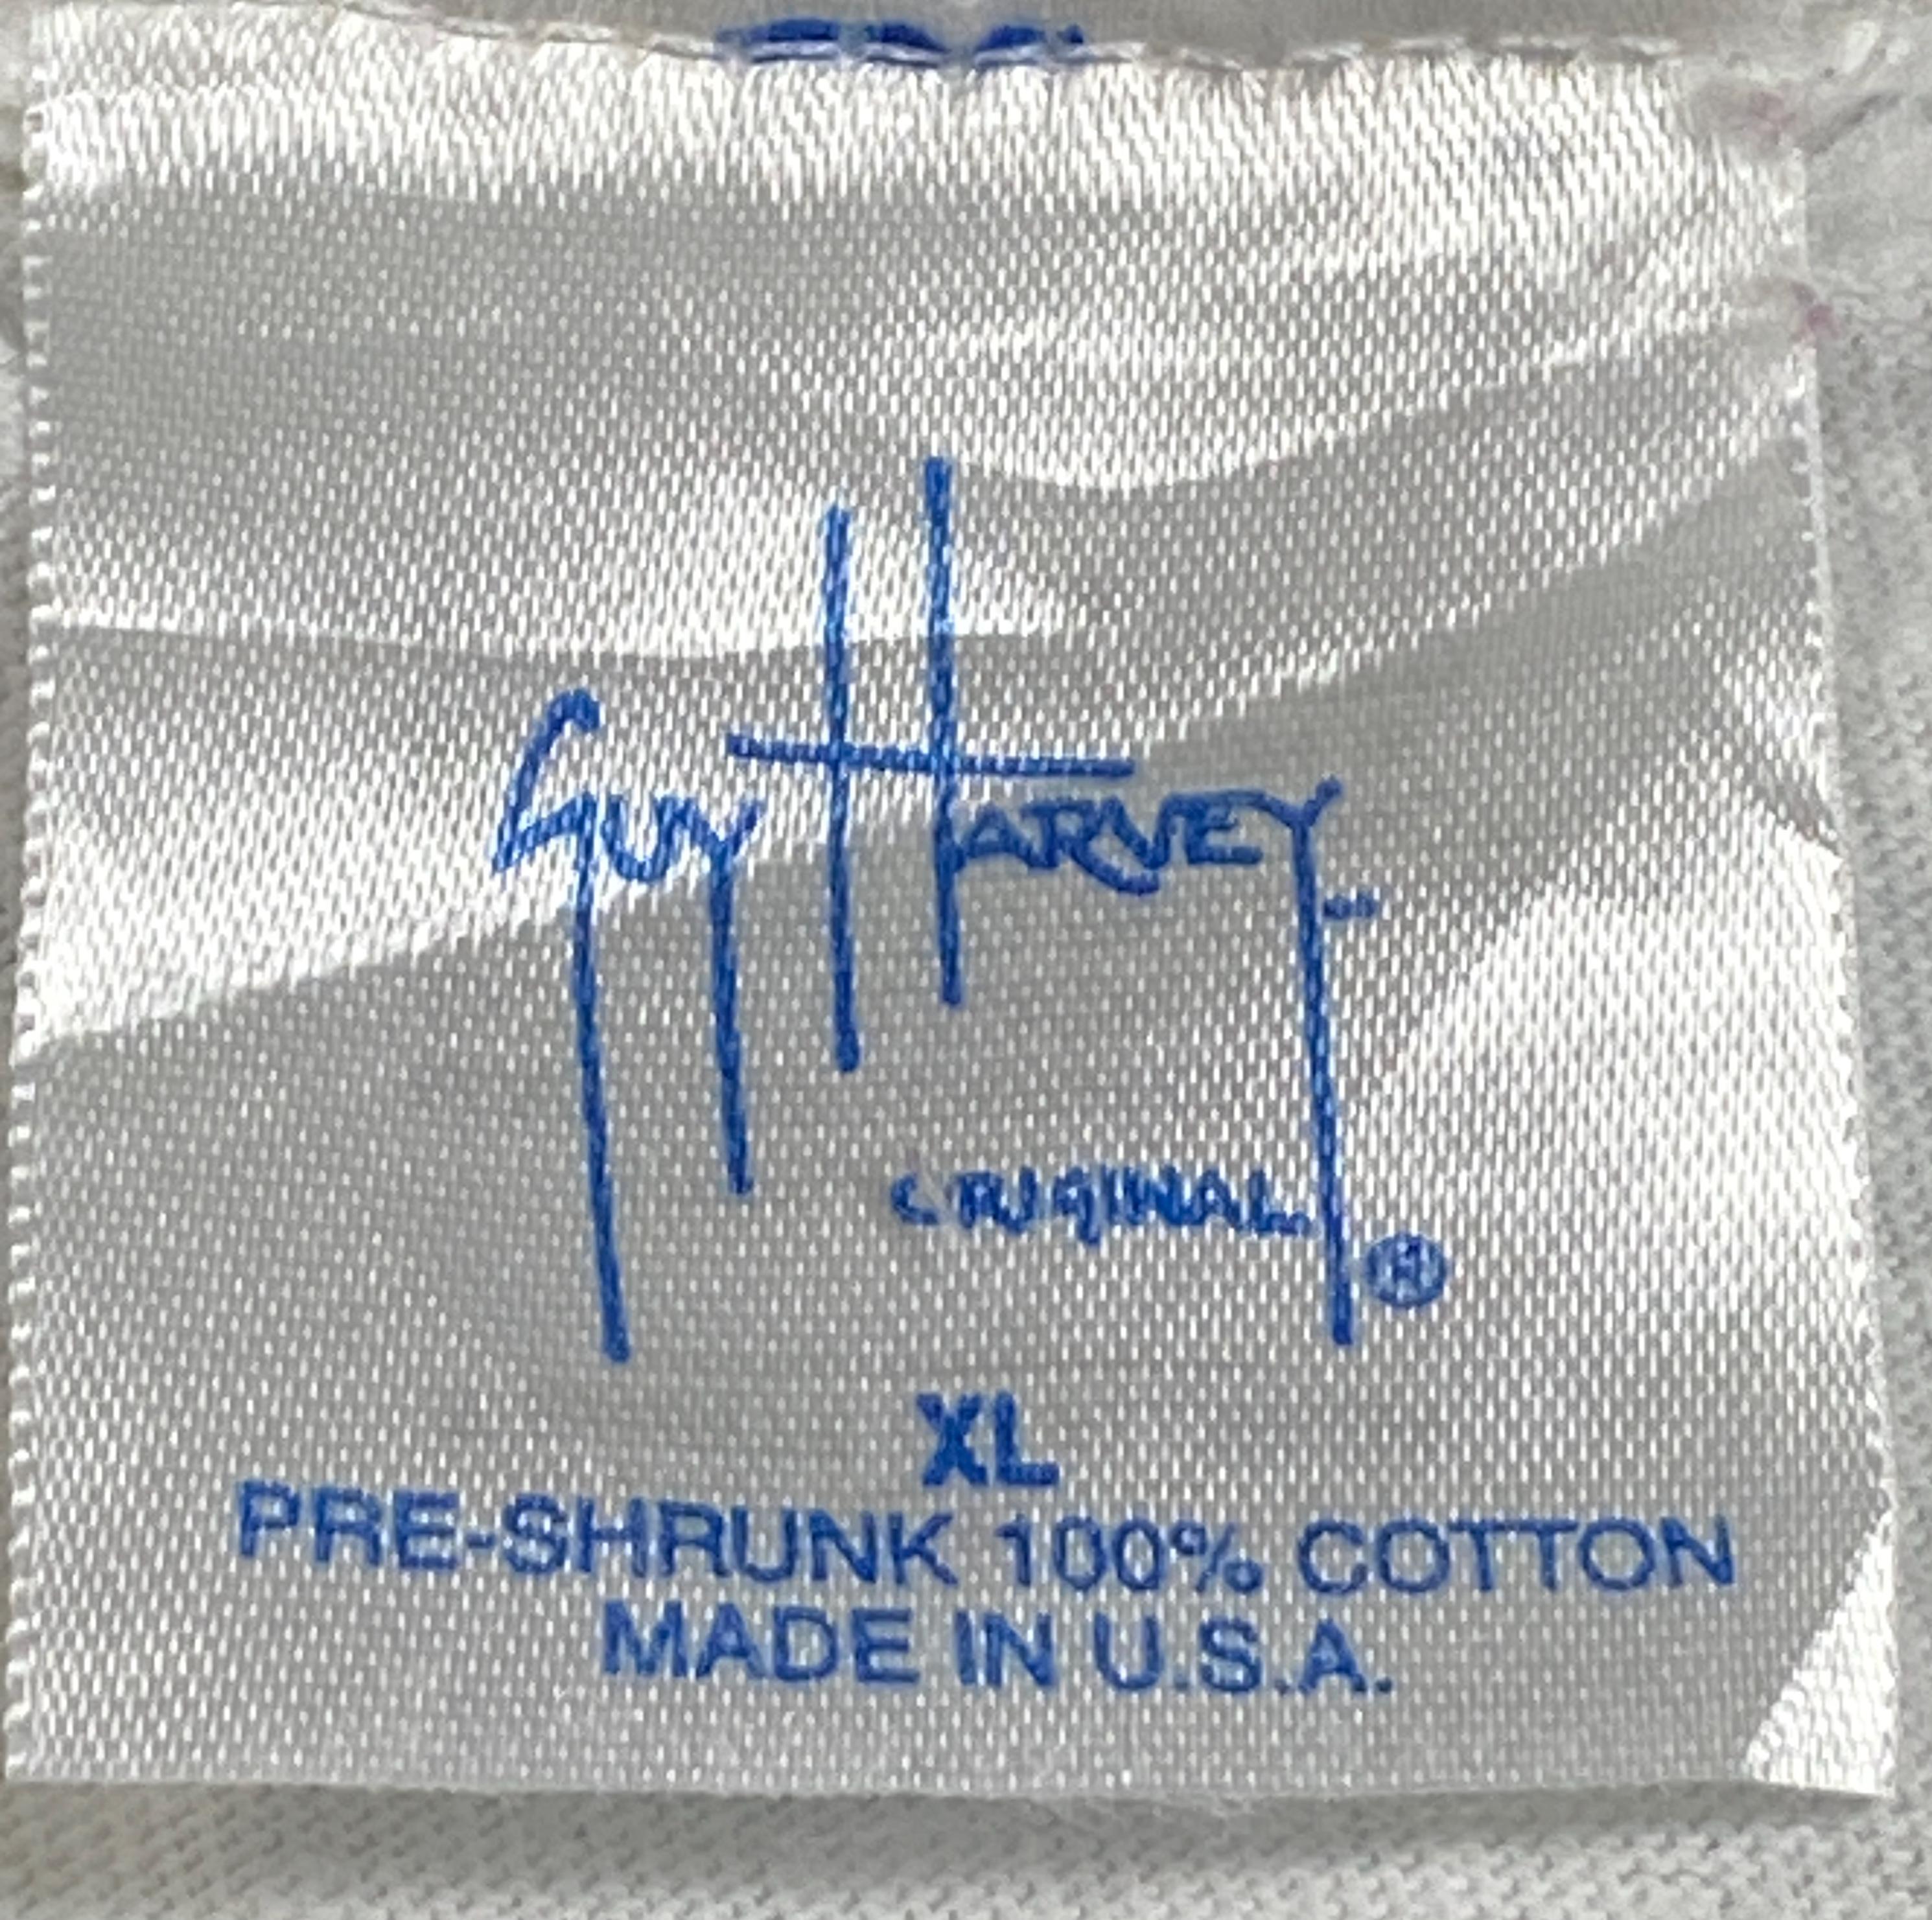 GUY HARVEY
ORIGINAL
®
XL
PRE-SHRUNK 100% COTTON
MADE IN U.S.A.